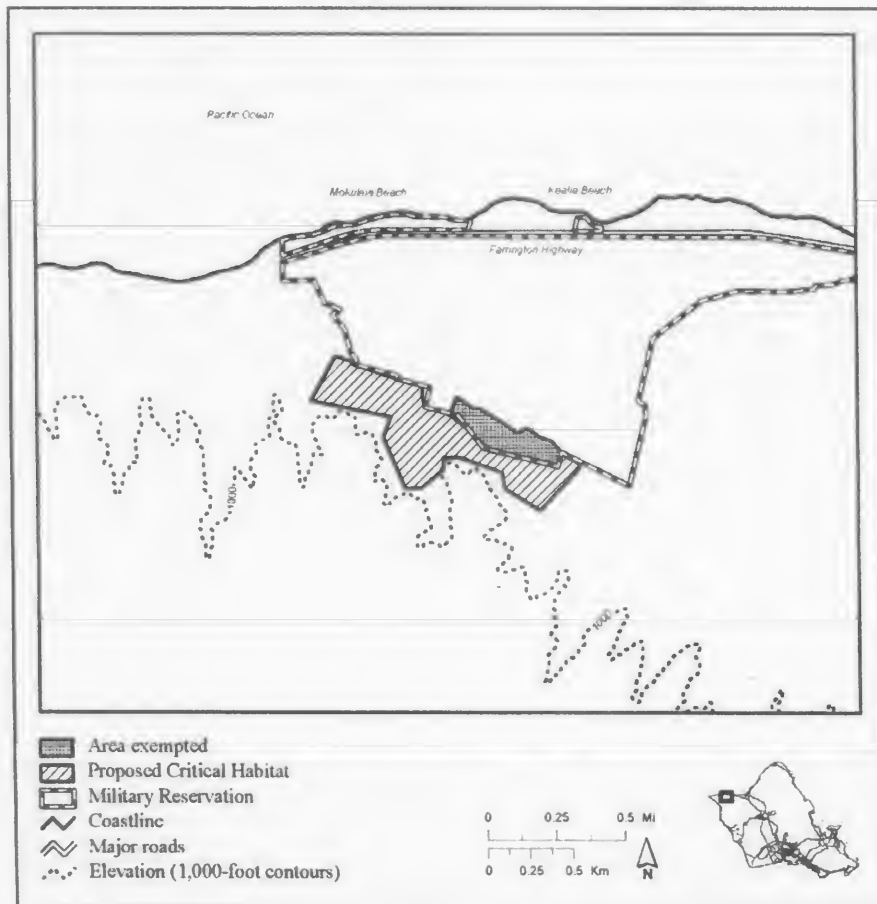 Pacific Ocean
Mokuleia Beach
Kealia Beach
Farrington Highway
1000
1000
Area exempted
Proposed Critical Habitat
Military Reservation
Coastline
Major roads
Elevation (1,000-foot contours)
0 0.25 0.5 Mi
0 0.25 0.5 Km
N